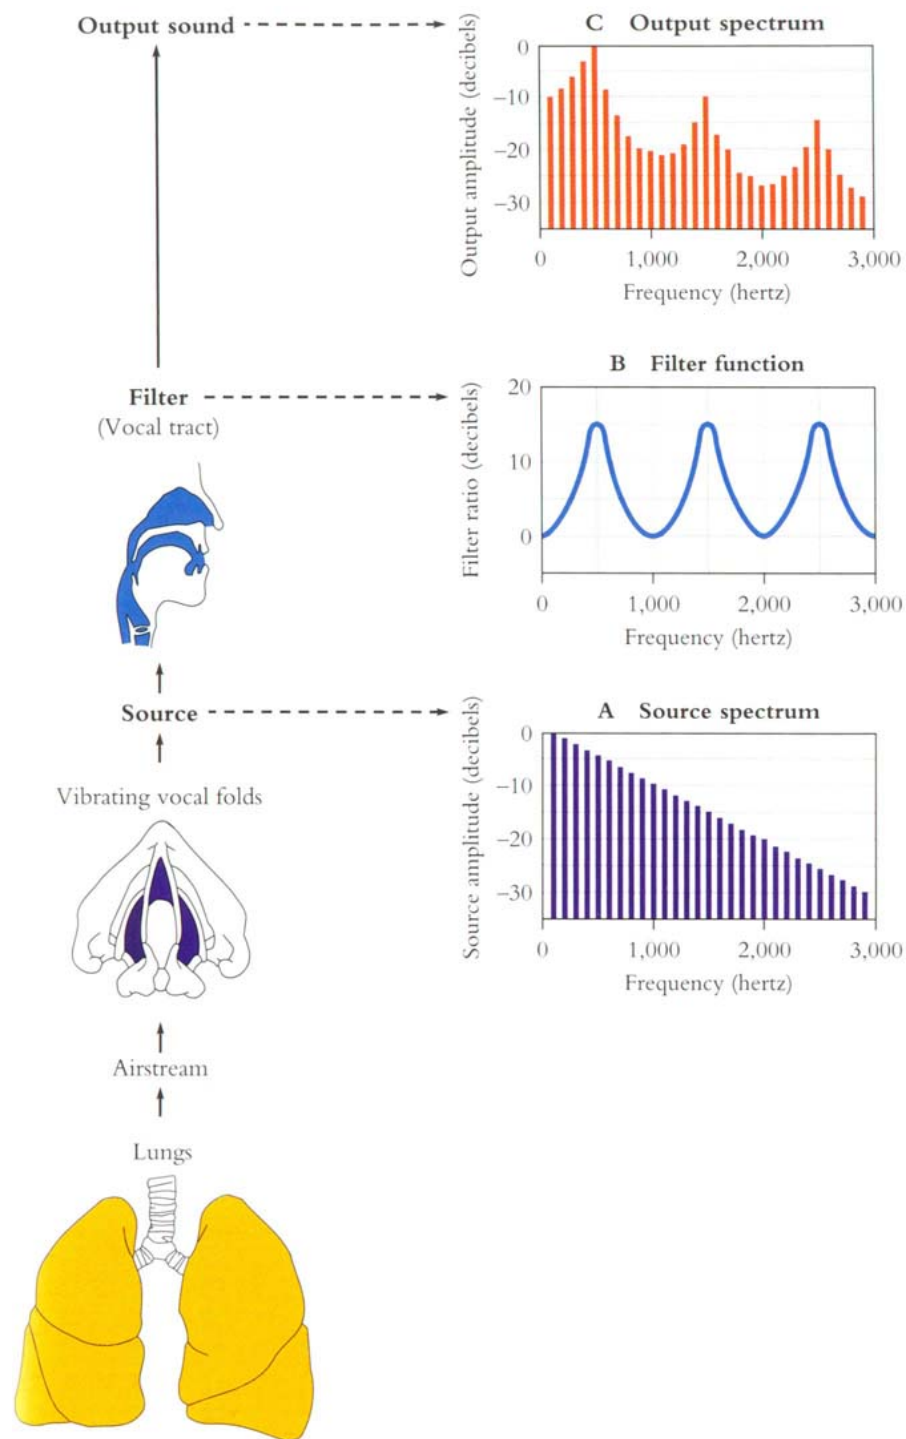 Output sound
C Output spectrum
Output amplitude (decibels)
0
−10
−20
−30
0 1,000 2,000 3,000
Frequency (hertz)
Filter
(Vocal tract)
B Filter function
Filter ratio (decibels)
20
10
0
0 1,000 2,000 3,000
Frequency (hertz)
Source
A Source spectrum
Source amplitude (decibels)
0
−10
−20
−30
0 1,000 2,000 3,000
Frequency (hertz)
Vibrating vocal folds
Airstream
Lungs